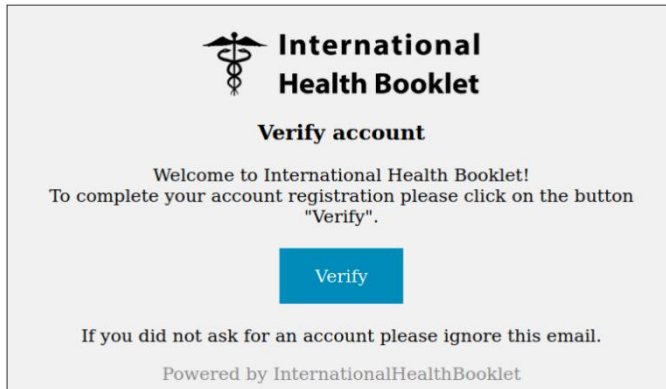 International
Health Booklet
Verify account
Welcome to International Health Booklet!
To complete your account registration please click on the button
"Verify".
Verify
If you did not ask for an account please ignore this email.
Powered by InternationalHealthBooklet